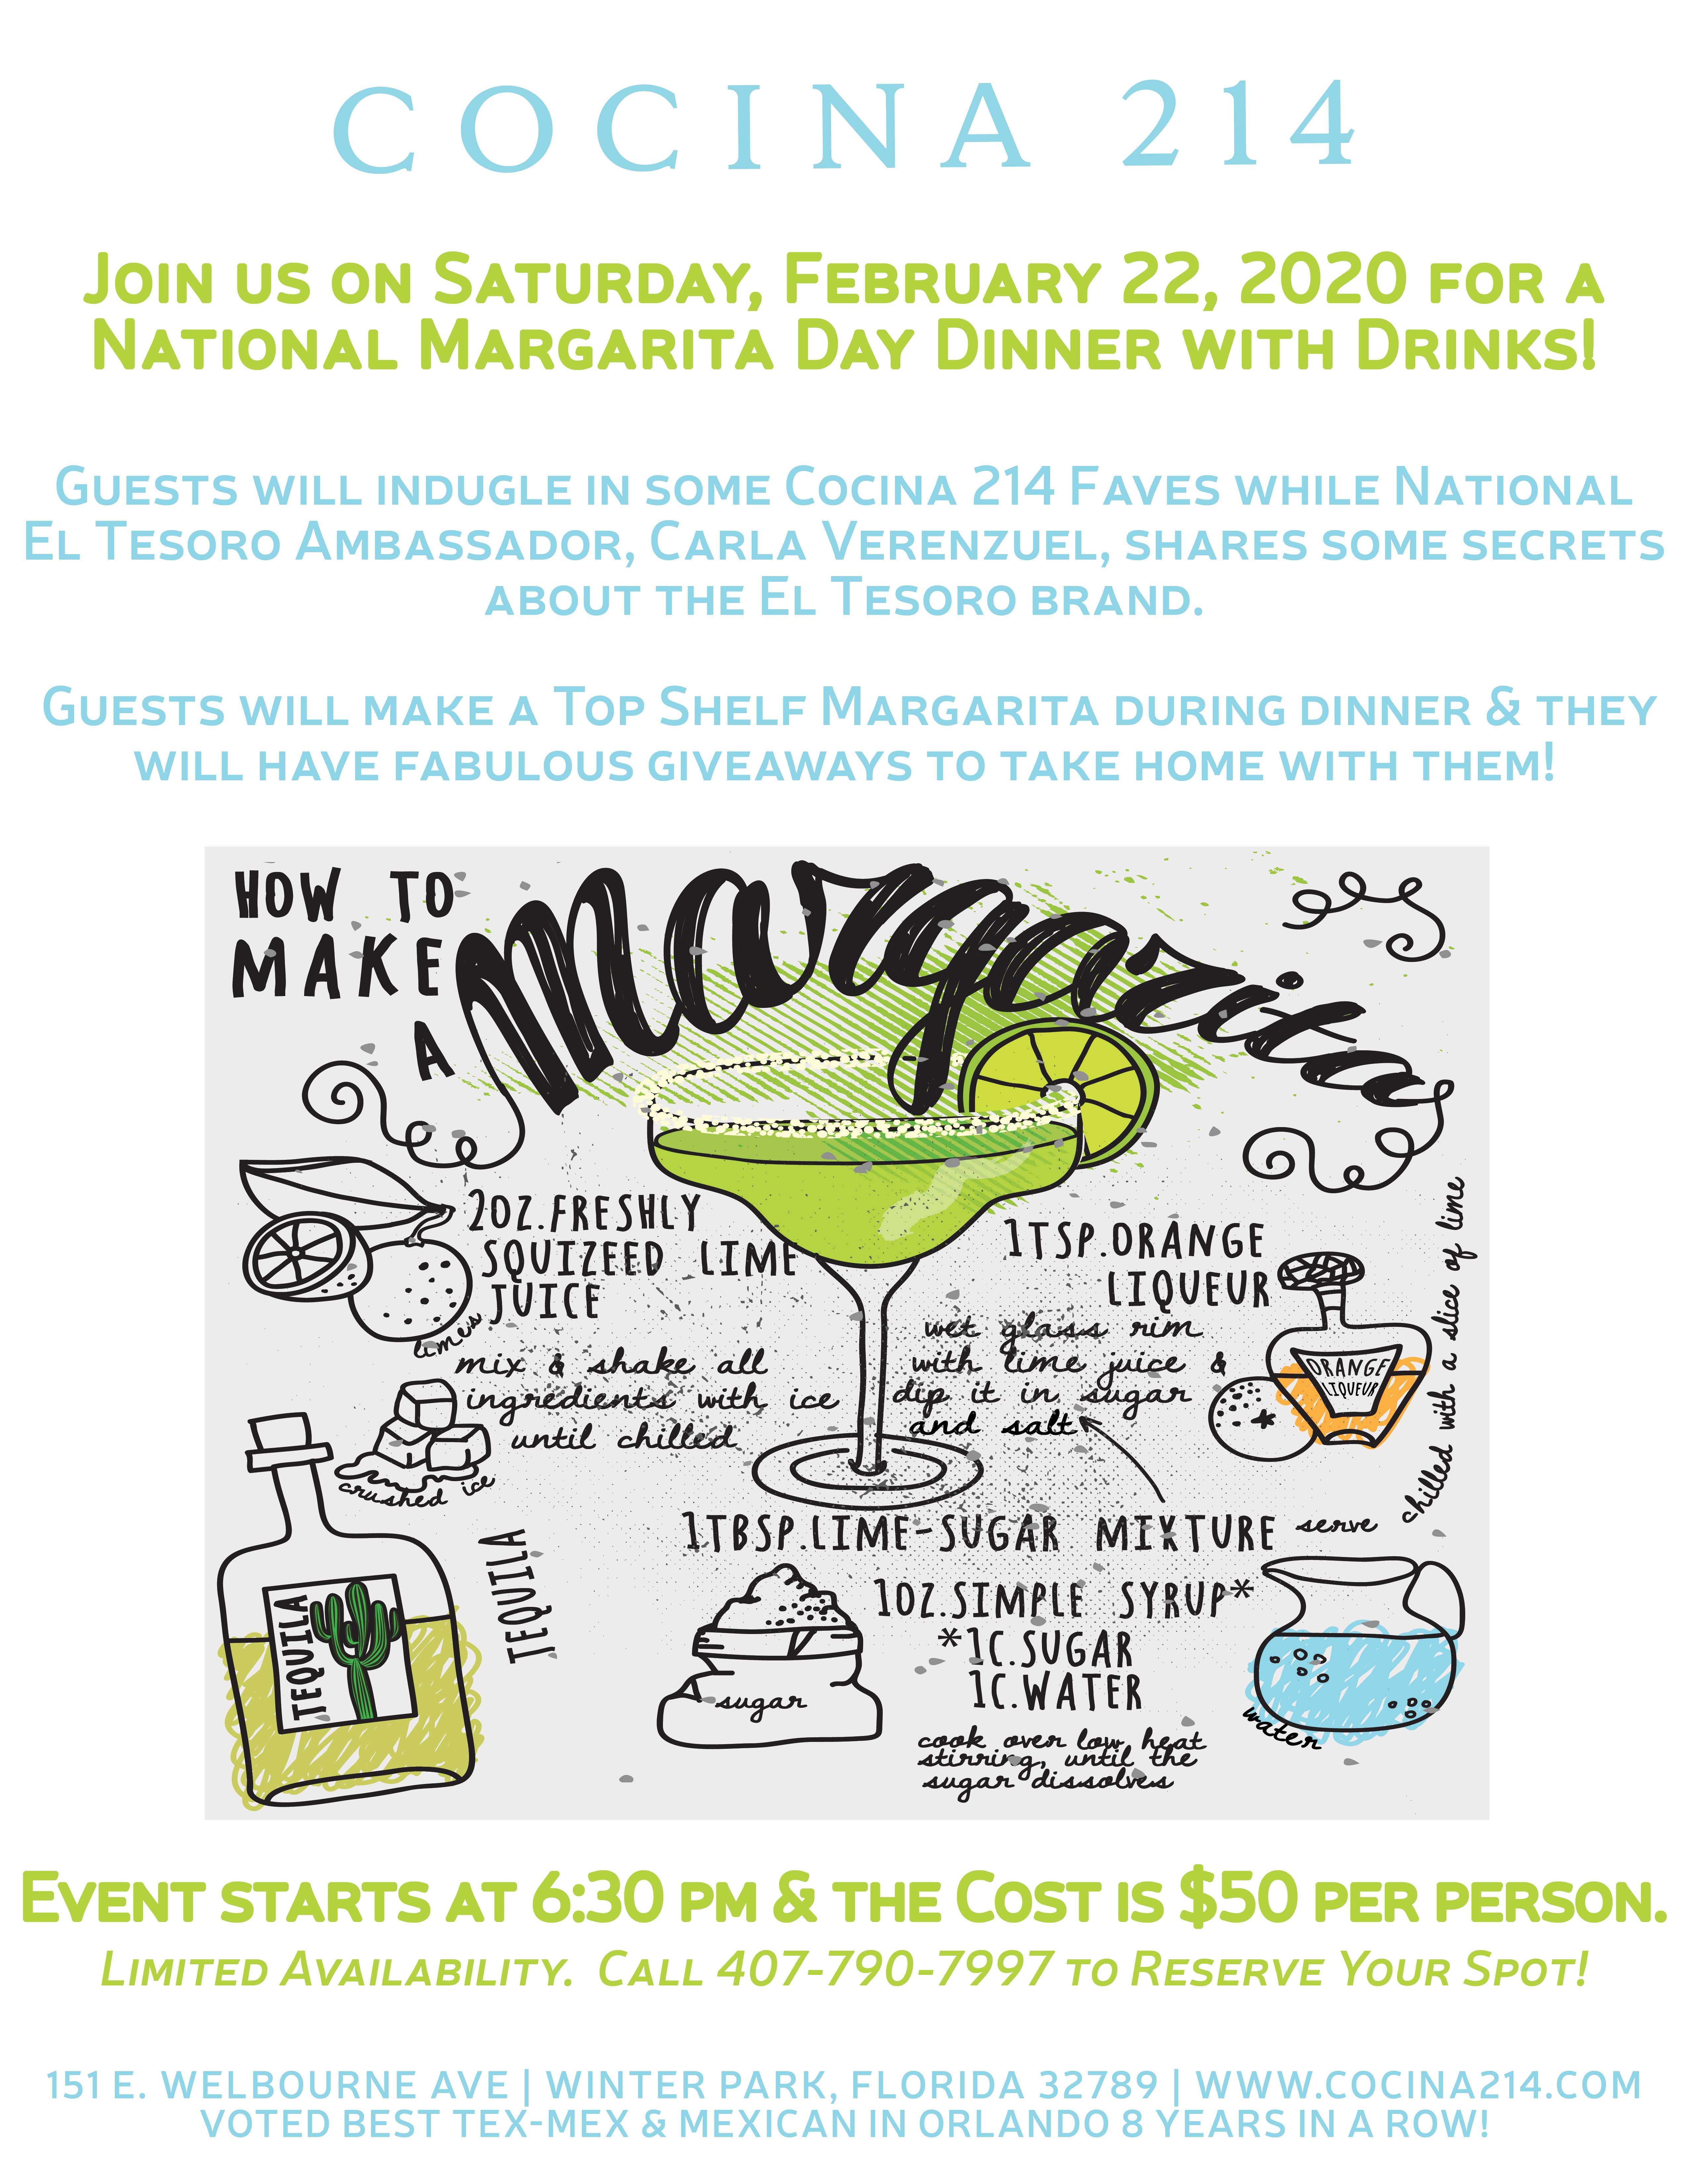 COCINA 214
Join us on Saturday, February 22, 2020 for a
National Margarita Day Dinner with Drinks!
Guests will indugle in some Cocina 214 Faves while National
El Tesoro Ambassador, Carla Verenzuel, shares some secrets
about the El Tesoro brand.
Guests will make a Top Shelf Margarita during dinner & they
will have fabulous giveaways to take home with them!
HOW TO
MAKE
A
Margarita
2OZ.FRESHLY
SQUIZEED LIME
JUICE
limes
mix & shake all
ingredients with ice
until chilled
crushed ice
1TSP.ORANGE
LIQUEUR
wet glass rim
with lime juice &
dip it in sugar
and salt
ORANGE
LIQUEUR
1TBSP.LIME-SUGAR MIXTURE
serve
chilled with a slice of lime
TEQUILA
TEQUILA
sugar
1OZ.SIMPLE SYRUP*
*1C.SUGAR
1C.WATER
cook over low heat
stirring, until the
sugar dissolves
water
Event starts at 6:30 pm & the Cost is $50 per person.
Limited Availability. Call 407-790-7997 to Reserve Your Spot!
151 E. WELBOURNE AVE | WINTER PARK, FLORIDA 32789 | WWW.COCINA214.COM
VOTED BEST TEX-MEX & MEXICAN IN ORLANDO 8 YEARS IN A ROW!